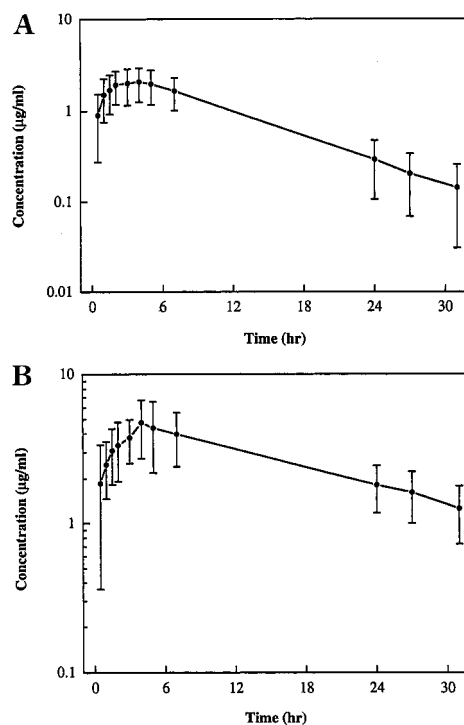 A
10
1
0.1
0.01
Concentration (µg/ml)
0 6 12 18 24 30
Time (hr)
B
10
1
0.1
Concentration (µg/ml)
0 6 12 18 24 30
Time (hr)